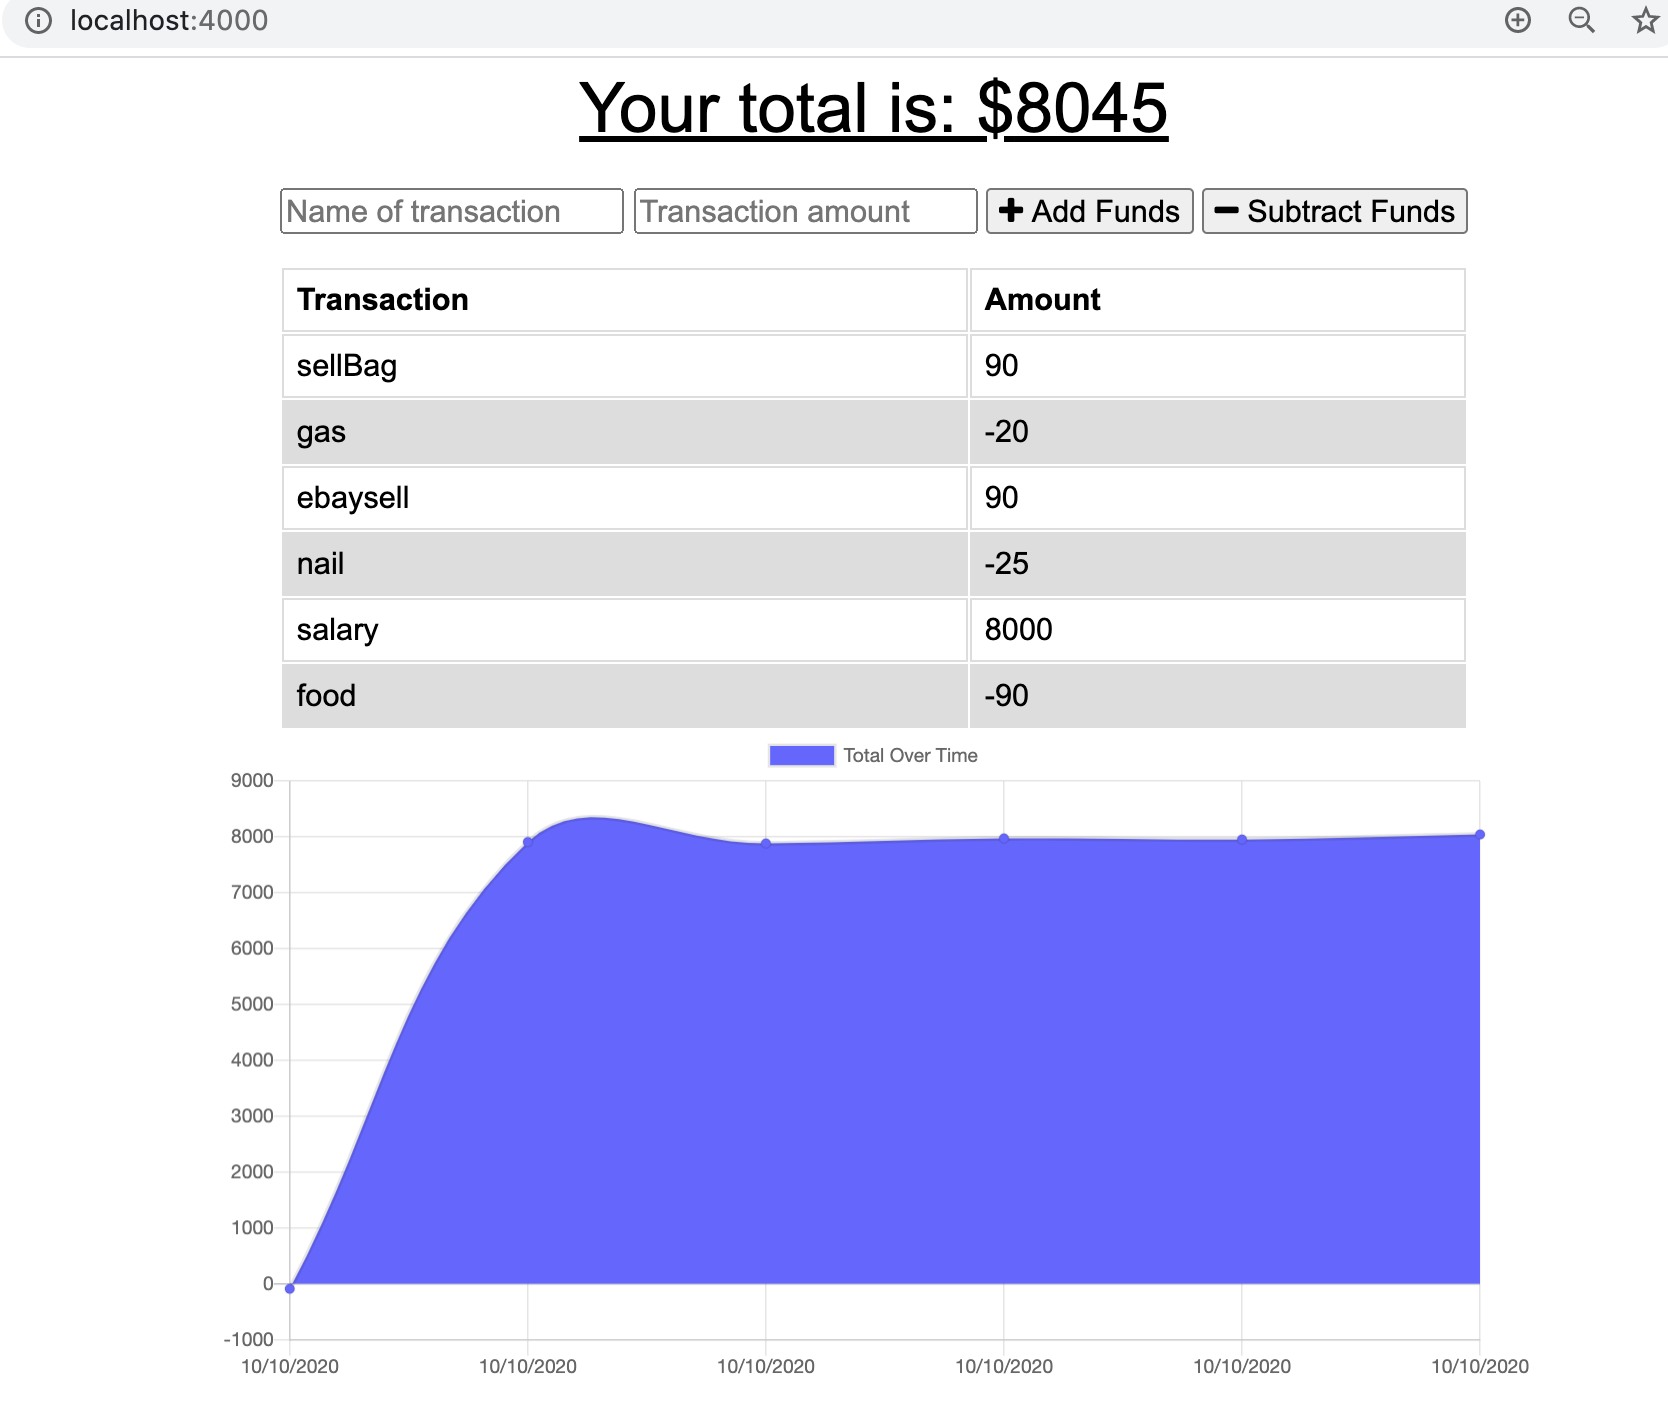 localhost:4000
Your total is: $8045
Name of transaction Transaction amount Add Funds Subtract Funds
Transaction Amount
sellBag 90
gas -20
ebaysell 90
nail -25
salary 8000
food -90
Total Over Time
9000
8000
7000
6000
5000
4000
3000
2000
1000
0
-1000
10/10/2020 10/10/2020 10/10/2020 10/10/2020 10/10/2020 10/10/2020